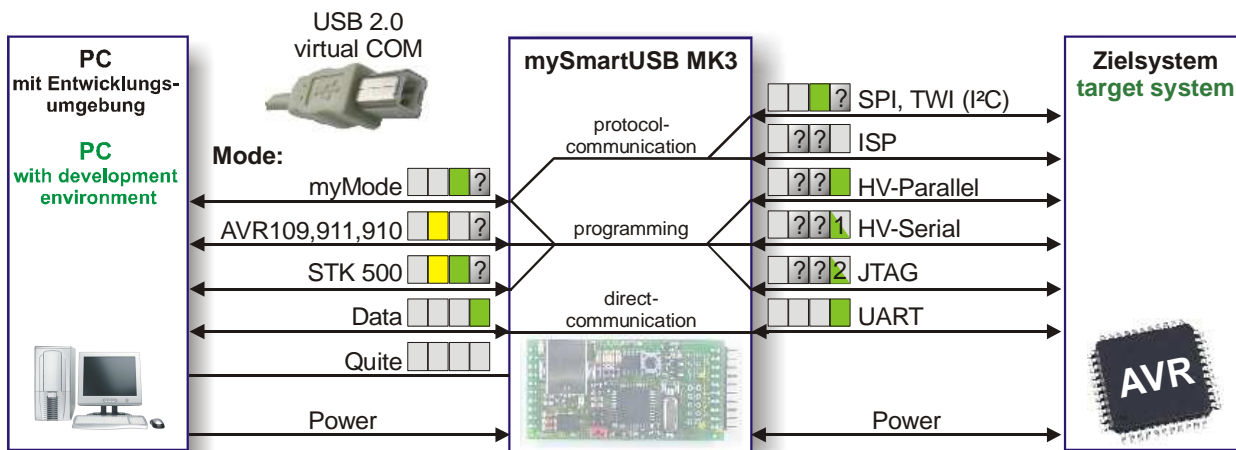 USB 2.0
virtual COM
PC
mit Entwicklungs-
umgebung
PC
with development
environment
Mode:
myMode ?
AVR109,911,910 ?
STK 500 ?
Data
Quite
Power
mySmartUSB MK3
protocol-
communication
programming
direct-
communication
? SPI, TWI (I²C)
? ? ISP
? ? HV-Parallel
? ? 1 HV-Serial
? ? 2 JTAG
UART
Power
Zielsystem
target system
AVR